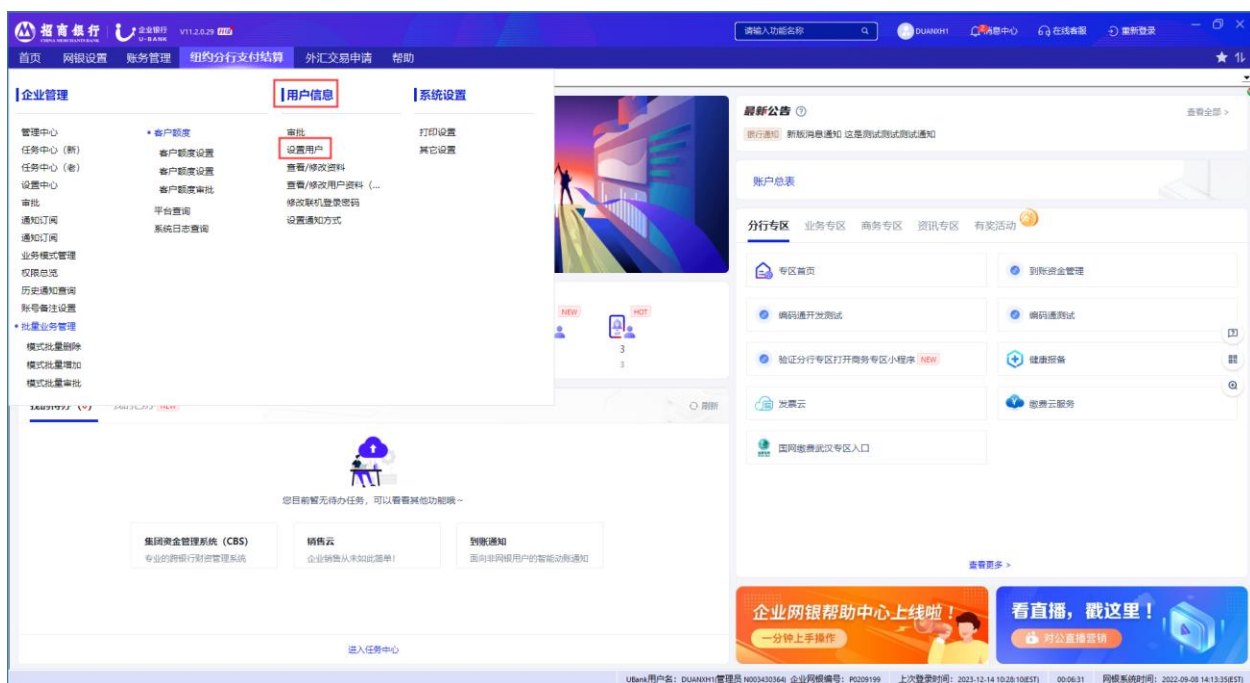 招商银行 企业银行 V11.2.0.29
CHINA MERCHANTS BANK U-BANK
请输入功能名称
DUANXH1
消息中心
在线客服
重新登录
首页 网银设置 账务管理 纽约分行支付结算 外汇交易申请 帮助
企业管理
管理中心
任务中心（新）
任务中心（老）
设置中心
审批
通知订阅
通知订阅
业务模式管理
权限总览
历史通知查询
账号备注设置
• 批量业务管理
模式批量删除
模式批量增加
模式批量审批
• 客户额度
客户额度设置
客户额度设置
客户额度审批
平台查询
系统日志查询
用户信息
审批
设置用户
查看/修改资料
查看/修改用户资料（...
修改联机登录密码
设置通知方式
系统设置
打印设置
其它设置
NEW
HOT
3
3
NEW
刷新
您目前暂无待办任务，可以看看其他功能哦~
集团资金管理系统（CBS）
专业的跨银行财资管理系统
销售云
企业销售从未如此简单！
到账通知
面向非网银用户的智能动账通知
进入任务中心
最新公告
查看全部 >
银行通知 新版消息通知 这是测试测试测试通知
账户总表
分行专区 业务专区 商务专区 资讯专区 有奖活动
专区首页
到账资金管理
编码通开发测试
编码通测试
验证分行专区打开商务专区小程序 NEW
健康报备
发票云
缴费云服务
国网缴费武汉专区入口
查看更多 >
企业网银帮助中心上线啦！
一分钟上手操作
看直播，戳这里！
对公直播营销
UBank用户名：DUANXH1(管理员 N003430364) 企业网银编号：P0209199 上次登录时间：2023-12-14 10:28:10(EST) 00:06:31 网银系统时间：2022-09-08 14:13:35(EST)